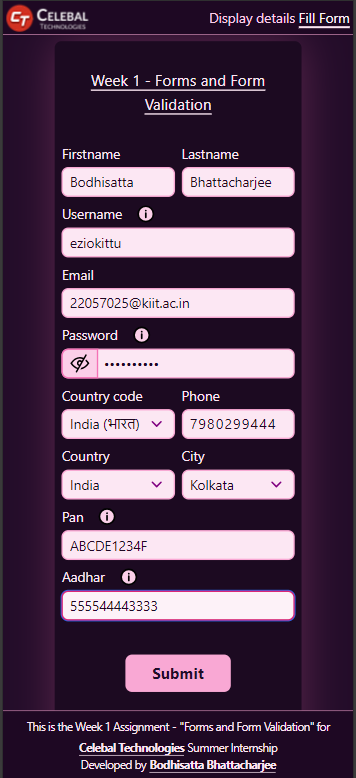 CELEBAL
TECHNOLOGIES
Display details Fill Form
Week 1 - Forms and Form
Validation
Firstname Lastname
Bodhisatta Bhattacharjee
Username i
eziokittu
Email
22057025@kiit.ac.in
Password i
••••••••••
Country code Phone
India (भारत) 7980299444
Country City
India Kolkata
Pan i
ABCDE1234F
Aadhar i
555544443333
Submit
This is the Week 1 Assignment - "Forms and Form Validation" for
Celebal Technologies Summer Internship
Developed by Bodhisatta Bhattacharjee